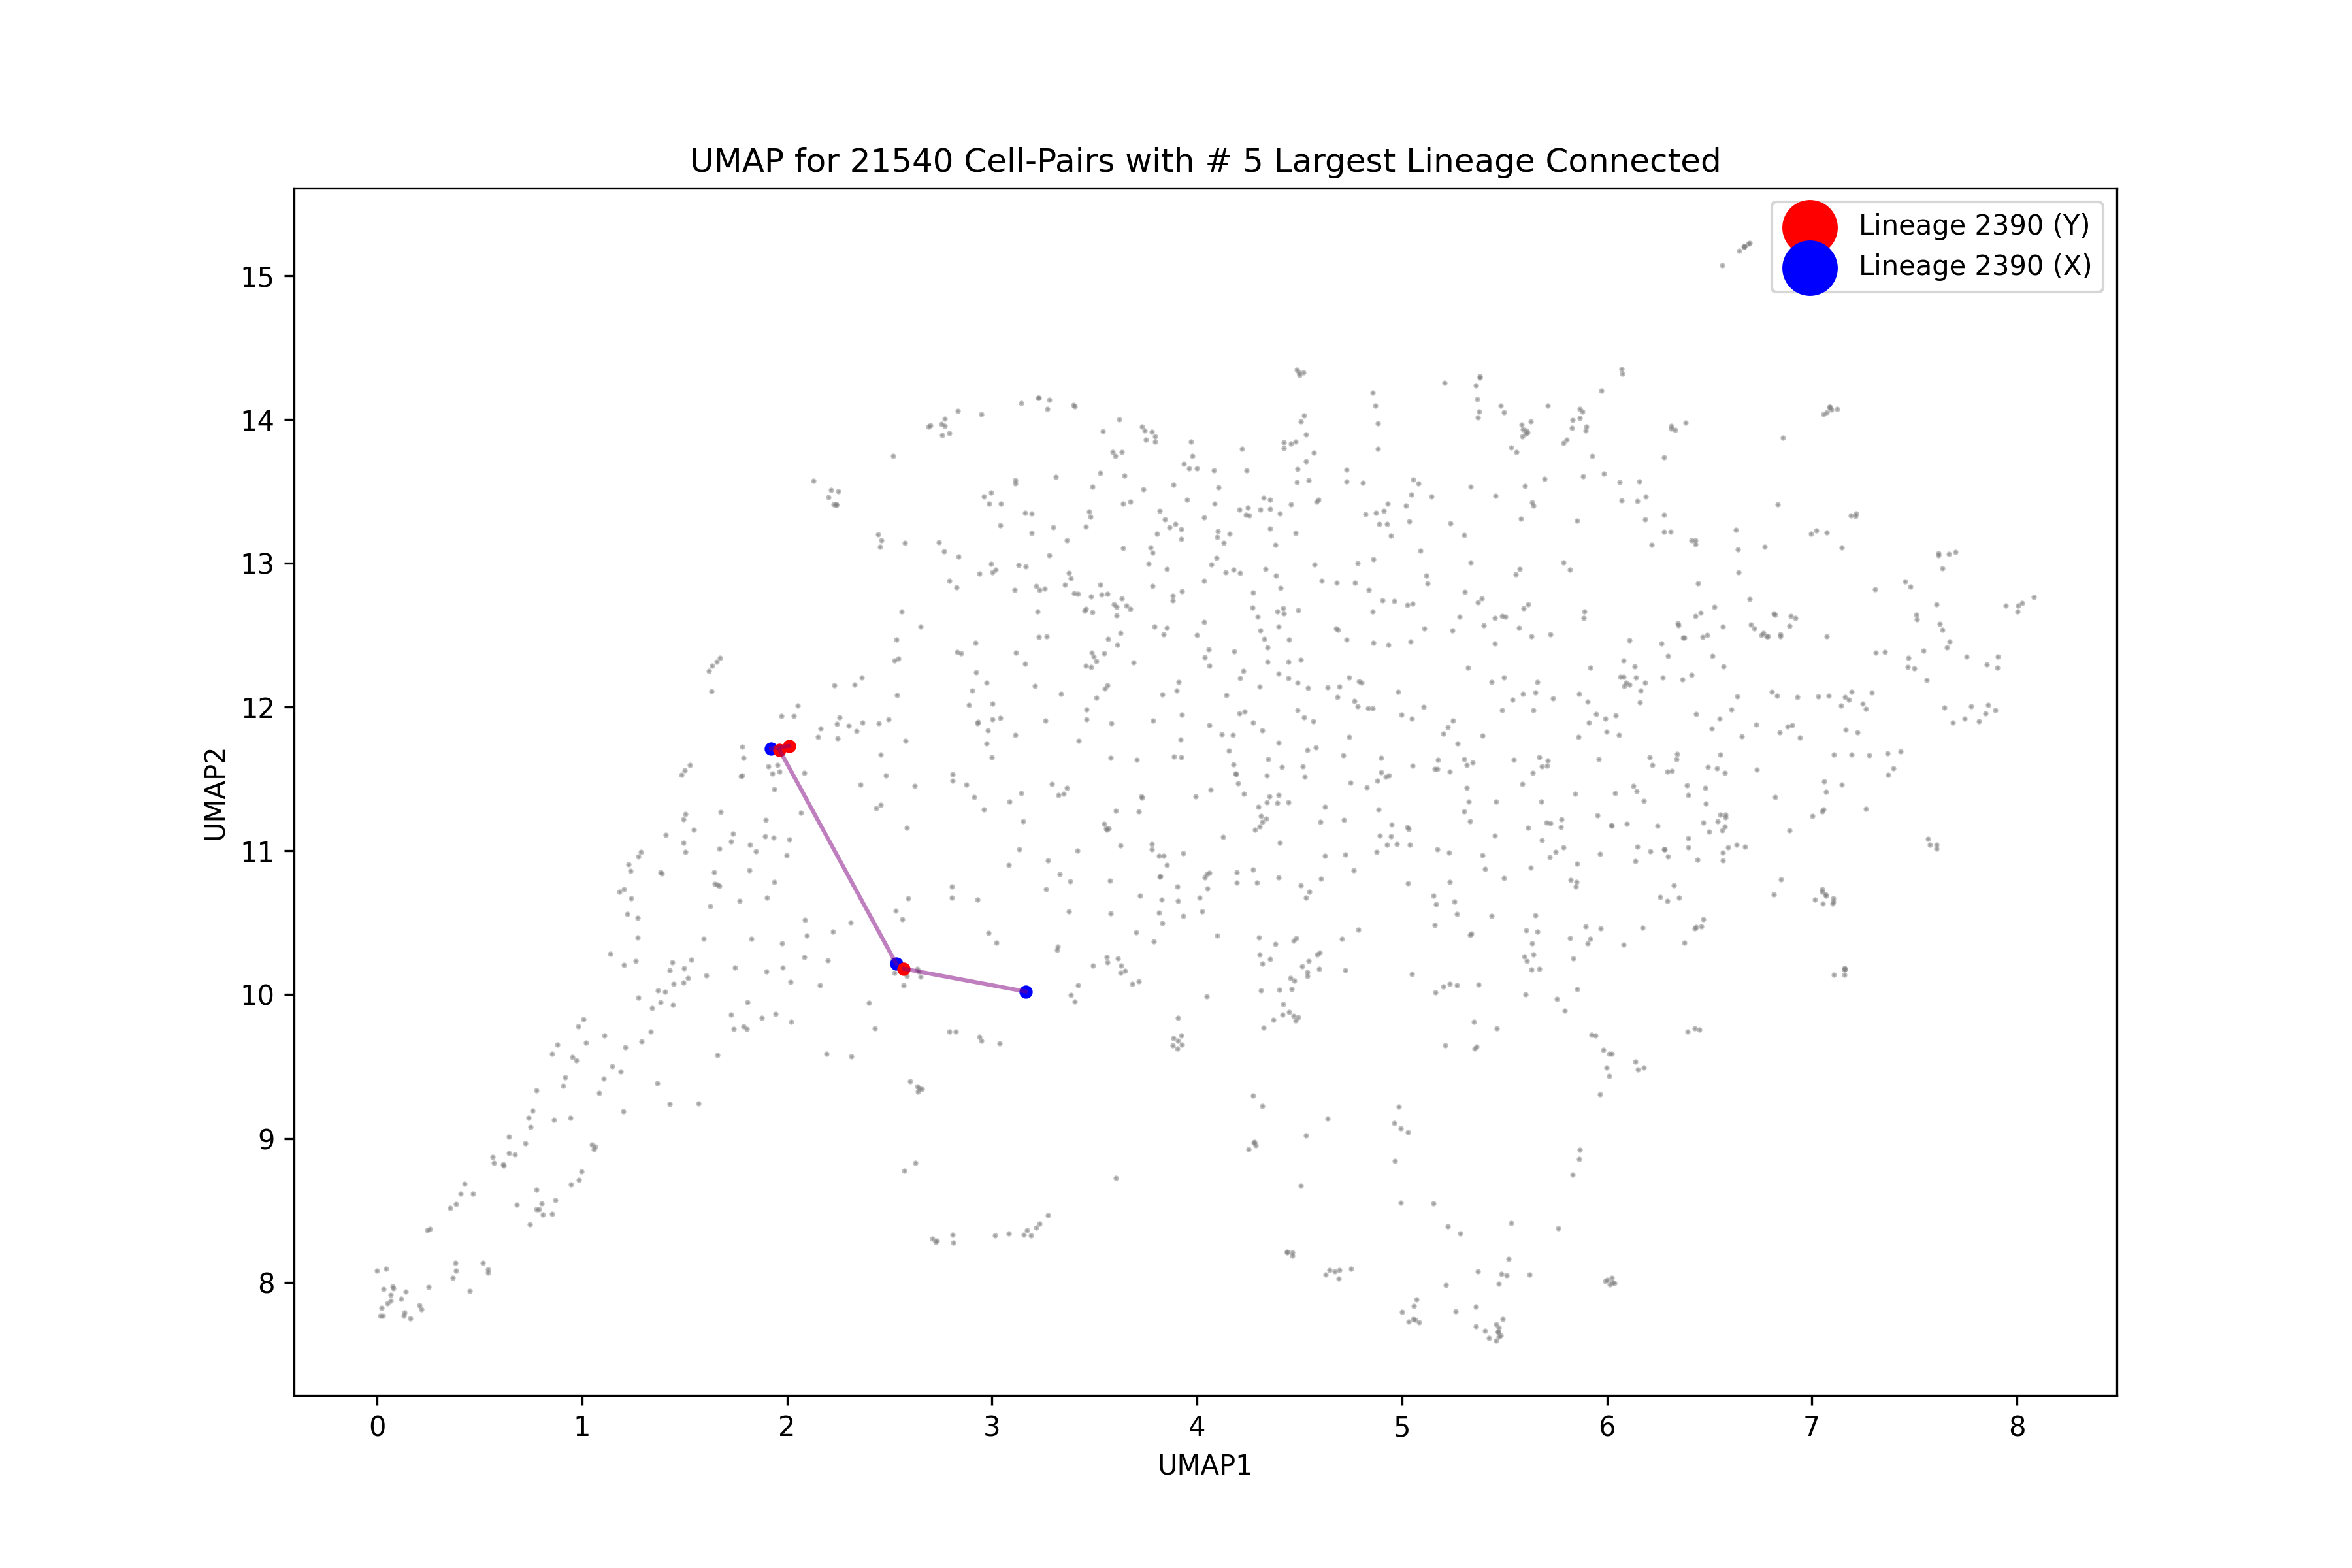 UMAP for 21540 Cell-Pairs with # 5 Largest Lineage Connected
Lineage 2390 (Y)
Lineage 2390 (X)
15
14
13
12
11
10
9
8
UMAP2
0 1 2 3 4 5 6 7 8
UMAP1